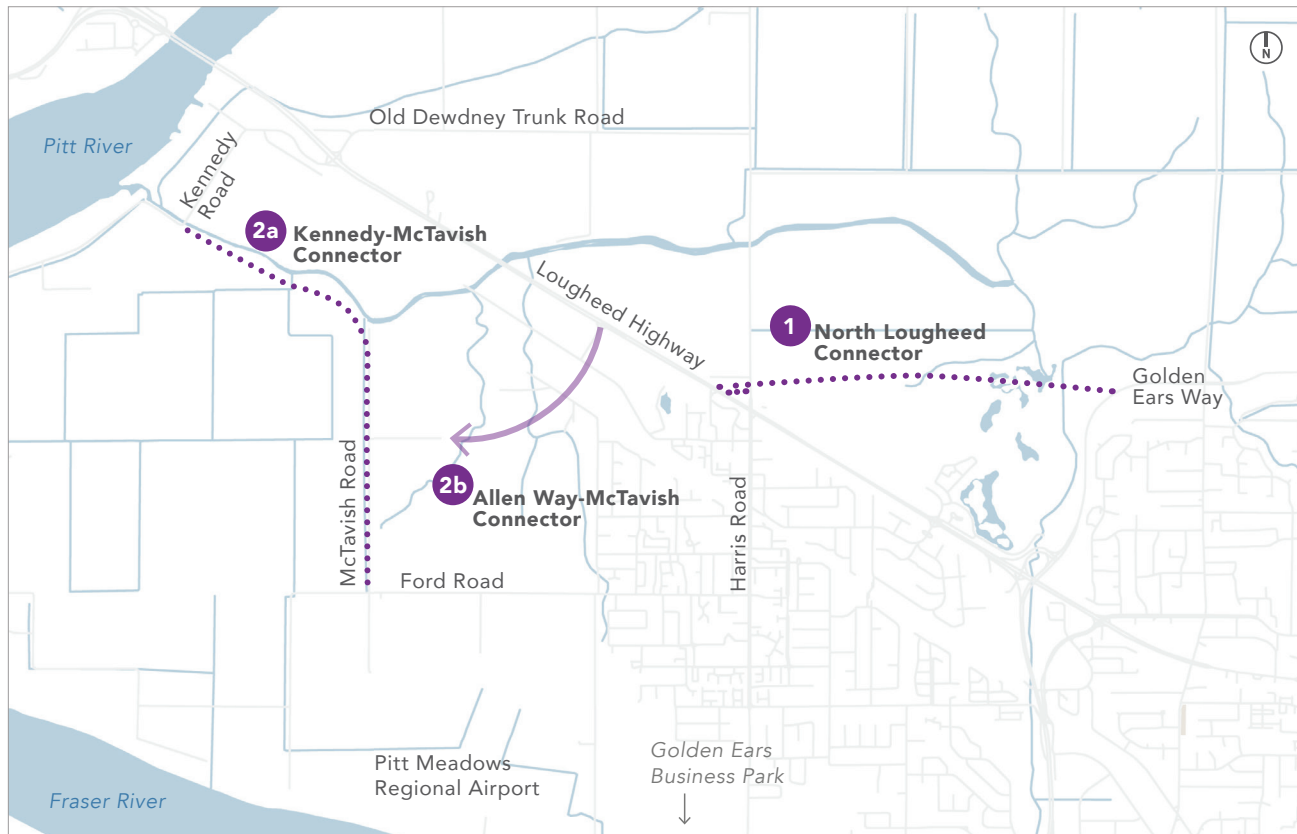 N
Old Dewdney Trunk Road
Pitt River
Kennedy
Road
2a
Kennedy-McTavish
Connector
Lougheed Highway
1
North Lougheed
Connector
Golden
Ears Way
2b
Allen Way-McTavish
Connector
McTavish Road
Harris Road
Ford Road
Pitt Meadows
Regional Airport
Golden Ears
Business Park
Fraser River